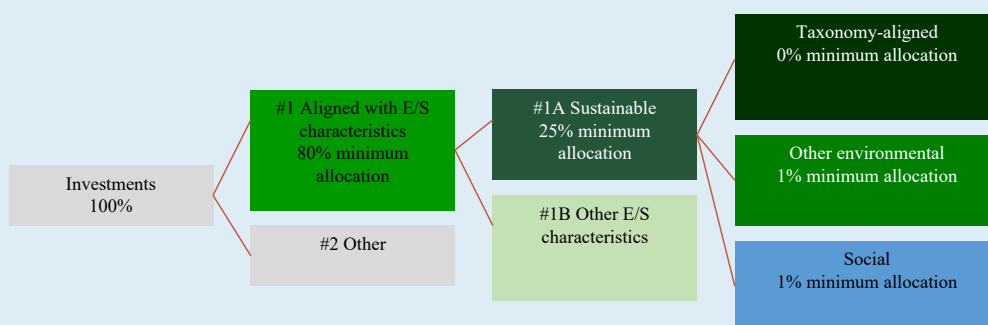 Investments
100%
#1 Aligned with E/S
characteristics
80% minimum
allocation
#2 Other
#1A Sustainable
25% minimum
allocation
#1B Other E/S
characteristics
Taxonomy-aligned
0% minimum allocation
Other environmental
1% minimum allocation
Social
1% minimum allocation